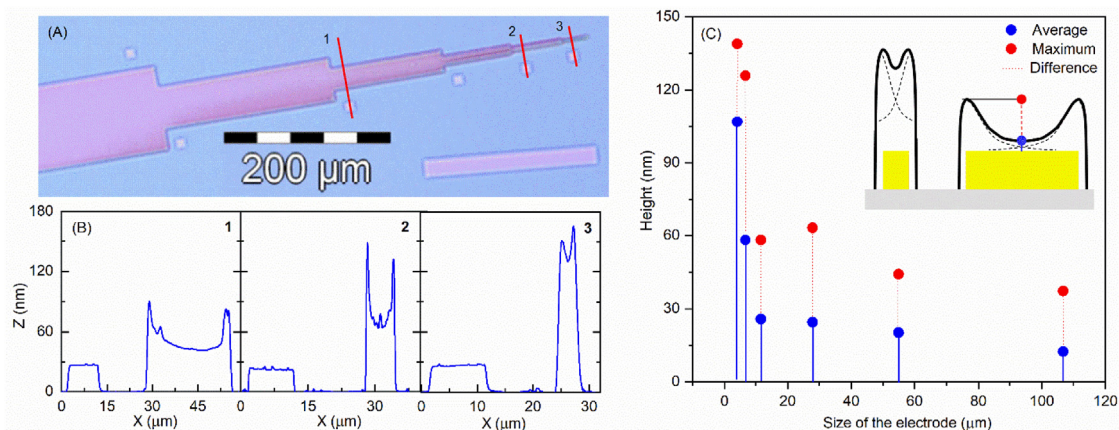 (A)
1
2
3
200 µm
(B)
1
2
3
180
120
60
0
Z (nm)
0
15
30
45
0
15
30
0
10
20
30
X (µm)
X (µm)
X (µm)
(C)
Average
Maximum
Difference
150
120
90
60
30
0
Height (nm)
0
20
40
60
80
100
120
Size of the electrode (µm)